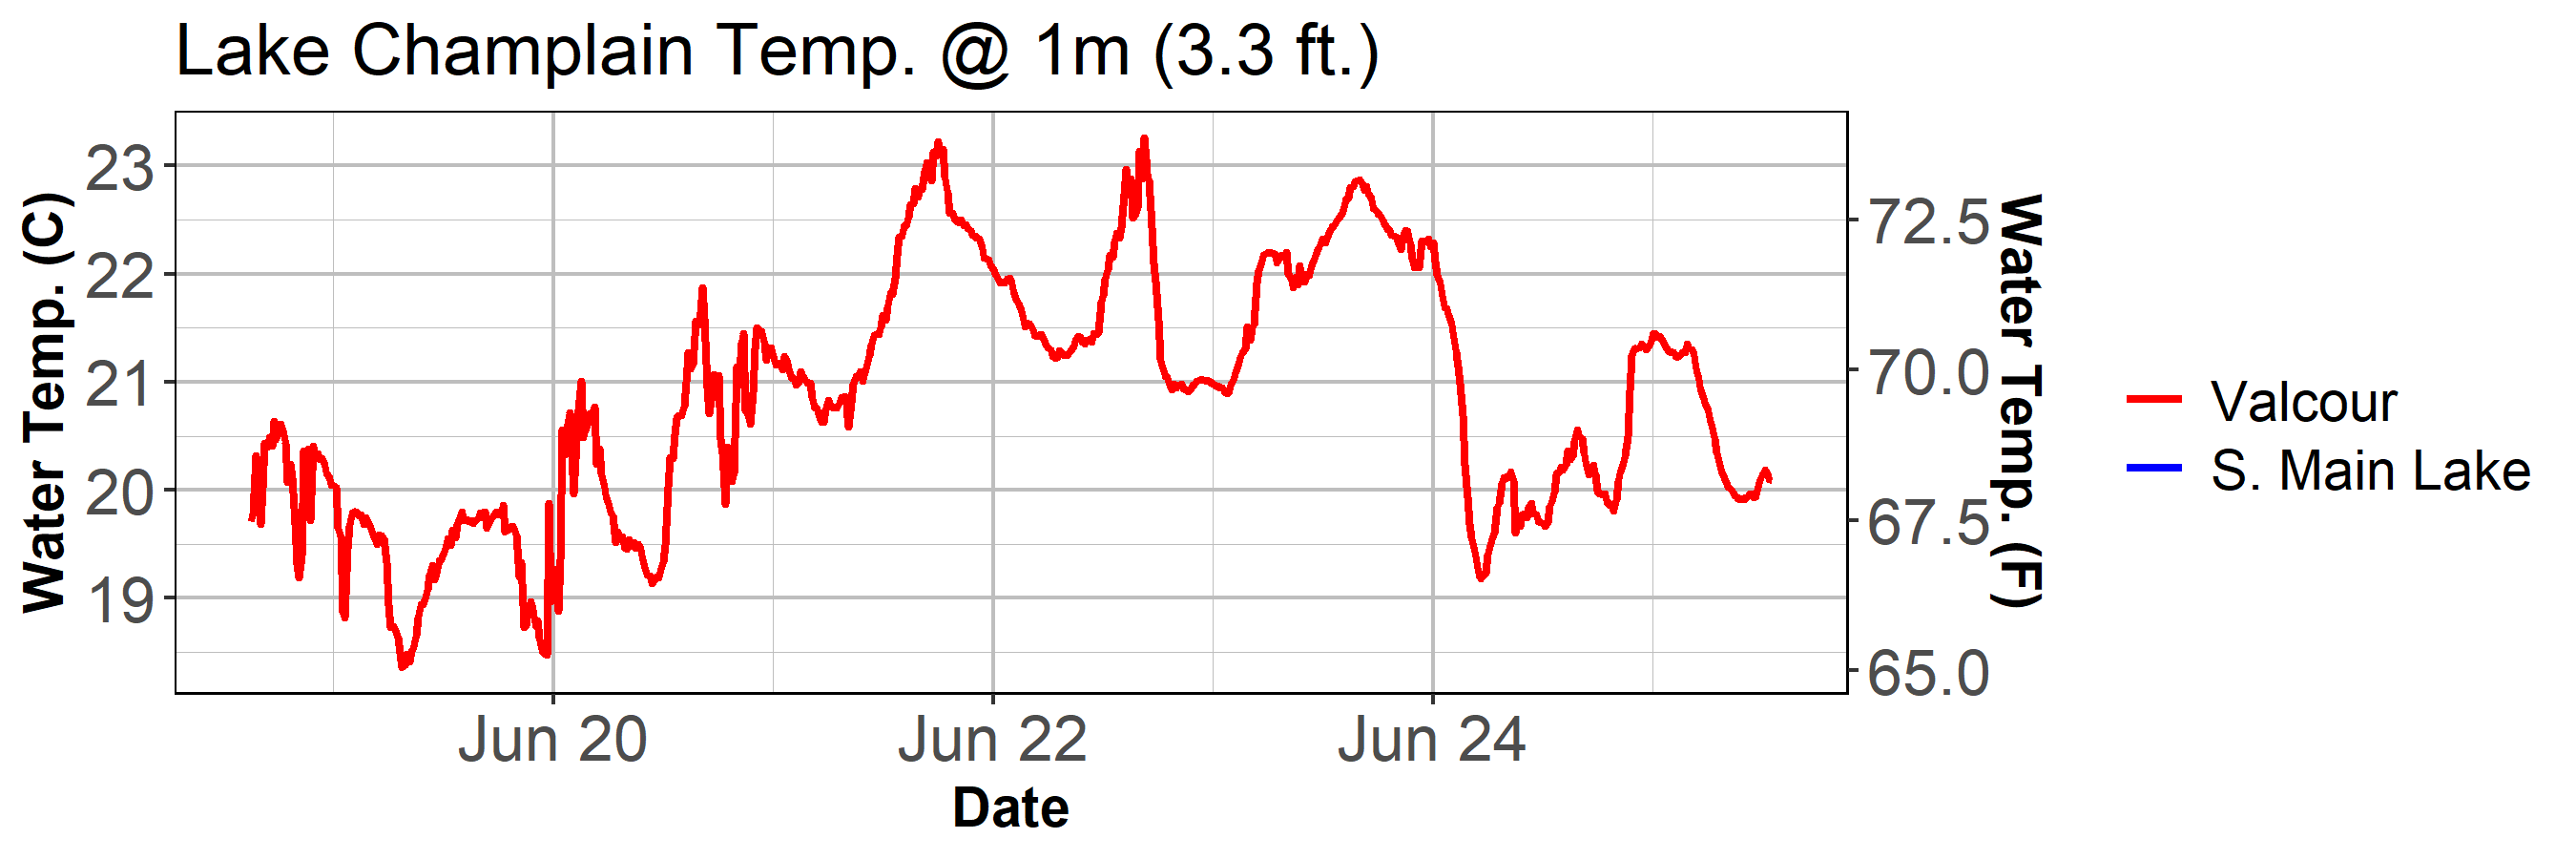 Lake Champlain Temp. @ 1m (3.3 ft.)
Water Temp. (C)
23
22
21
20
19
72.5
70.0
67.5
65.0
Water Temp. (F)
Jun 20
Jun 22
Jun 24
Date
Valcour
S. Main Lake